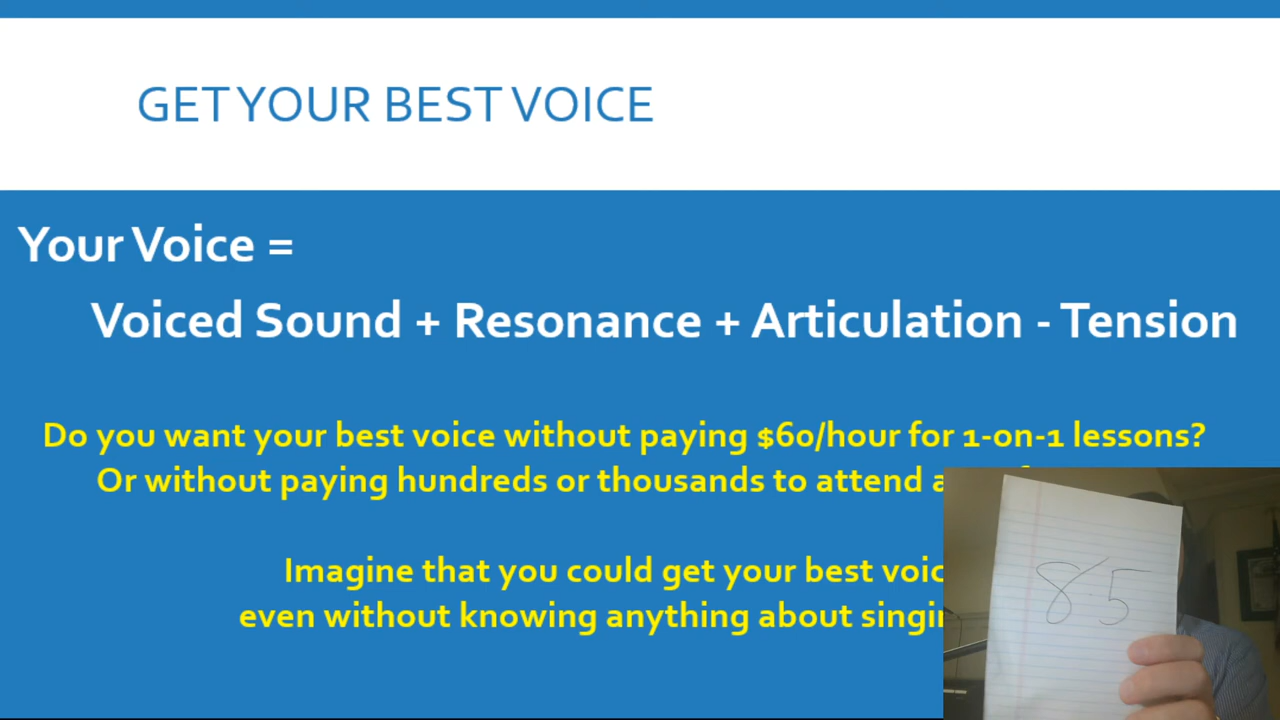 GET YOUR BEST VOICE
Your Voice =
Voiced Sound + Resonance + Articulation - Tension
Do you want your best voice without paying $60/hour for 1-on-1 lessons?
Or without paying hundreds or thousands to attend a
Imagine that you could get your best
even without knowing anything about
8.5